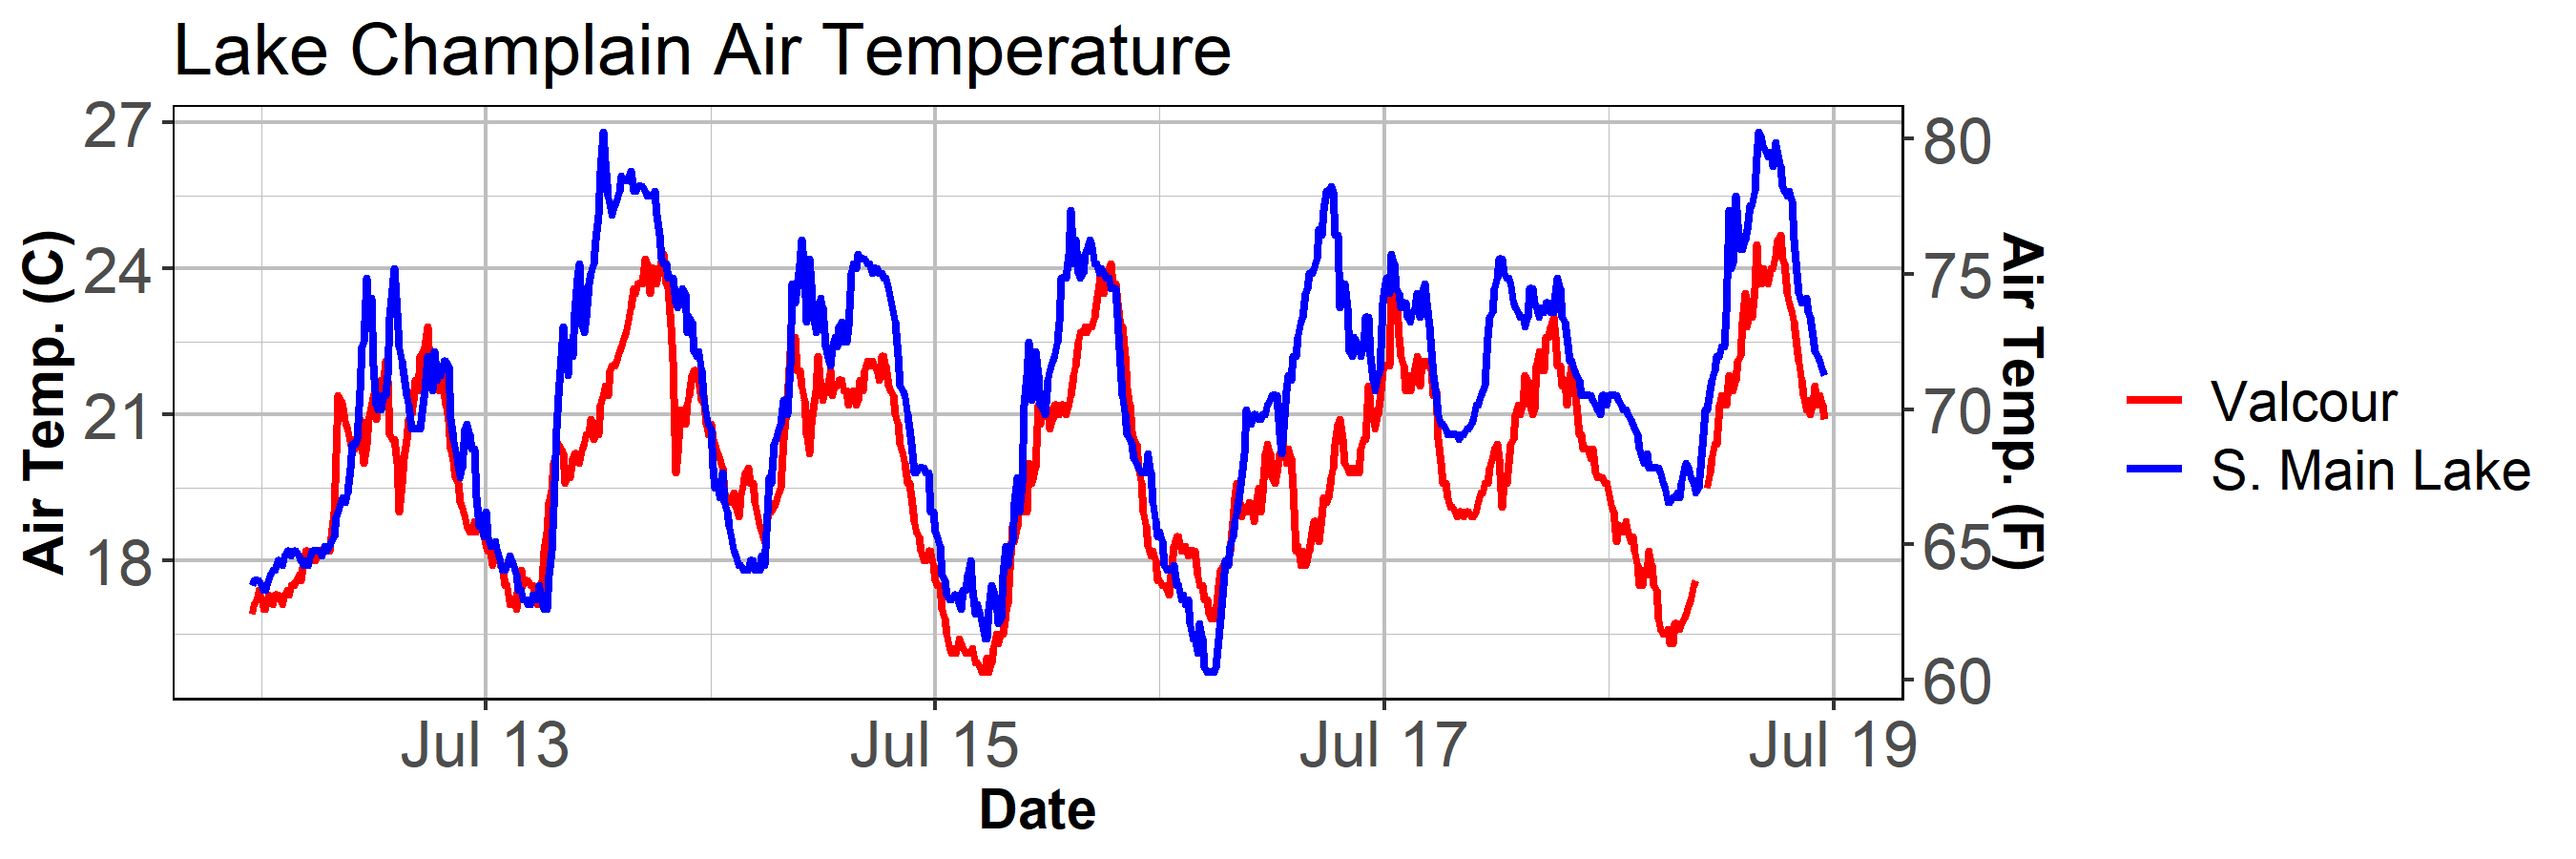 Lake Champlain Air Temperature
27
24
21
18
Air Temp. (C)
80
75
70
65
60
Air Temp. (F)
Jul 13
Jul 15
Jul 17
Jul 19
Date
Valcour
S. Main Lake